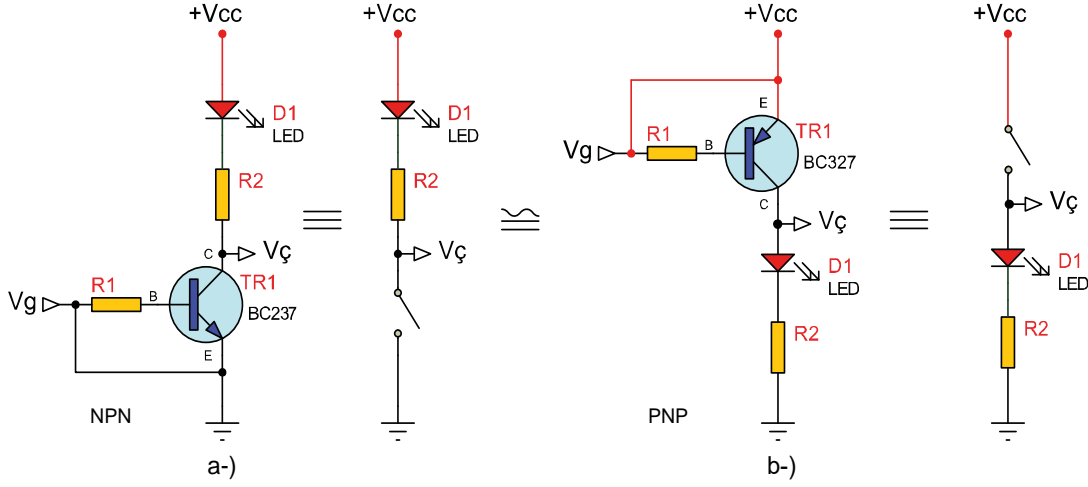 +Vcc
D1
LED
R2
C
Vç
R1
B
TR1
Vg
BC237
E
NPN
a-)
+Vcc
D1
LED
R2
Vç
+Vcc
E
TR1
R1
B
Vg
BC327
C
Vç
D1
LED
R2
PNP
b-)
+Vcc
Vç
D1
LED
R2